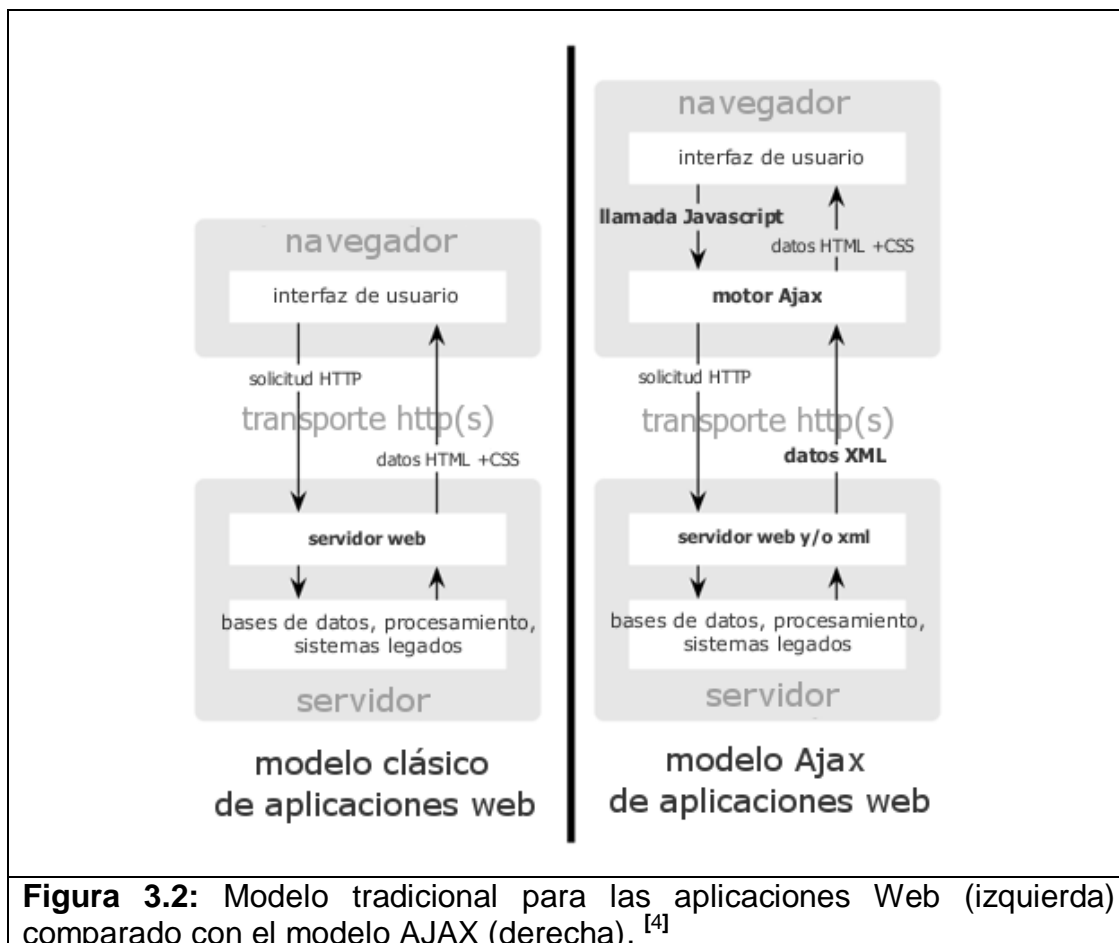 navegador
interfaz de usuario
solicitud HTTP
transporte http(s)
datos HTML +CSS
servidor web
bases de datos, procesamiento,
sistemas legados
servidor
modelo clásico
de aplicaciones web
navegador
interfaz de usuario
llamada Javascript
datos HTML +CSS
motor Ajax
solicitud HTTP
transporte http(s)
datos XML
servidor web y/o xml
bases de datos, procesamiento,
sistemas legados
servidor
modelo Ajax
de aplicaciones web
Figura 3.2: Modelo tradicional para las aplicaciones Web (izquierda)
comparado con el modelo AJAX (derecha). [4]